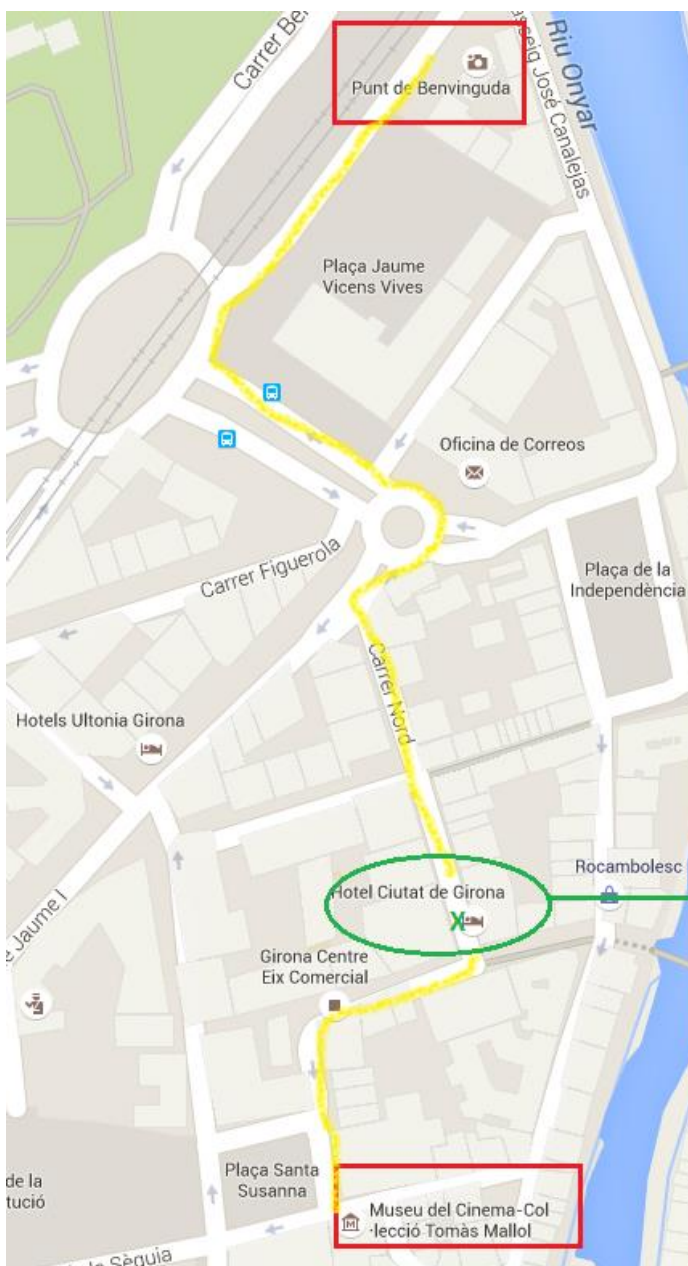 Carrer Be
asseig José Canalejas
Riu Onyar
Punt de Benvinguda
Plaça Jaume
Vicens Vives
Oficina de Correos
Carrer Figuerola
Plaça de la
Independència
Carrer Nord
Hotels Ultonia Girona
Rocambolesc
Hotel Ciutat de Girona
X
e Jaume I
Girona Centre
Eix Comercial
Plaça Santa
Susanna
de la
tució
Museu del Cinema-Col
·lecció Tomàs Mallol
M
la Sèquia